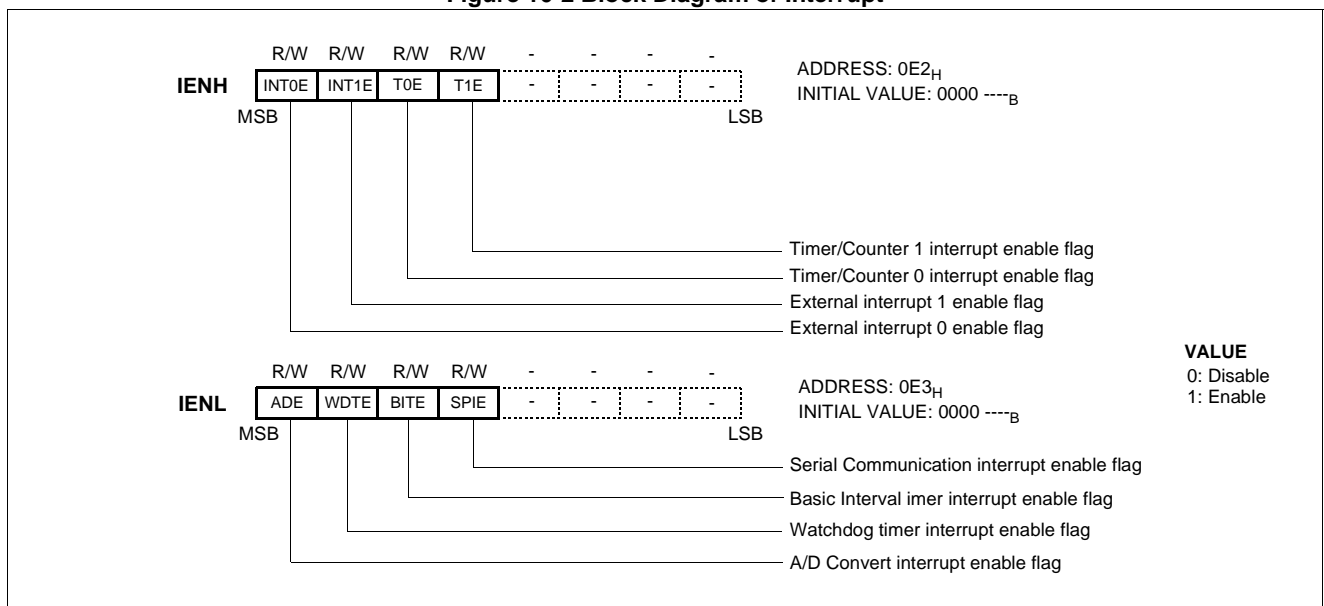 Figure 16-2 Block Diagram of Interrupt
R/W R/W R/W R/W - - - -
IENH INT0E INT1E T0E T1E - - - -
MSB LSB
ADDRESS: 0E2H
INITIAL VALUE: 0000 ----B
Timer/Counter 1 interrupt enable flag
Timer/Counter 0 interrupt enable flag
External interrupt 1 enable flag
External interrupt 0 enable flag
VALUE
0: Disable
1: Enable
R/W R/W R/W R/W - - - -
IENL ADE WDTE BITE SPIE - - - -
MSB LSB
ADDRESS: 0E3H
INITIAL VALUE: 0000 ----B
Serial Communication interrupt enable flag
Basic Interval imer interrupt enable flag
Watchdog timer interrupt enable flag
A/D Convert interrupt enable flag